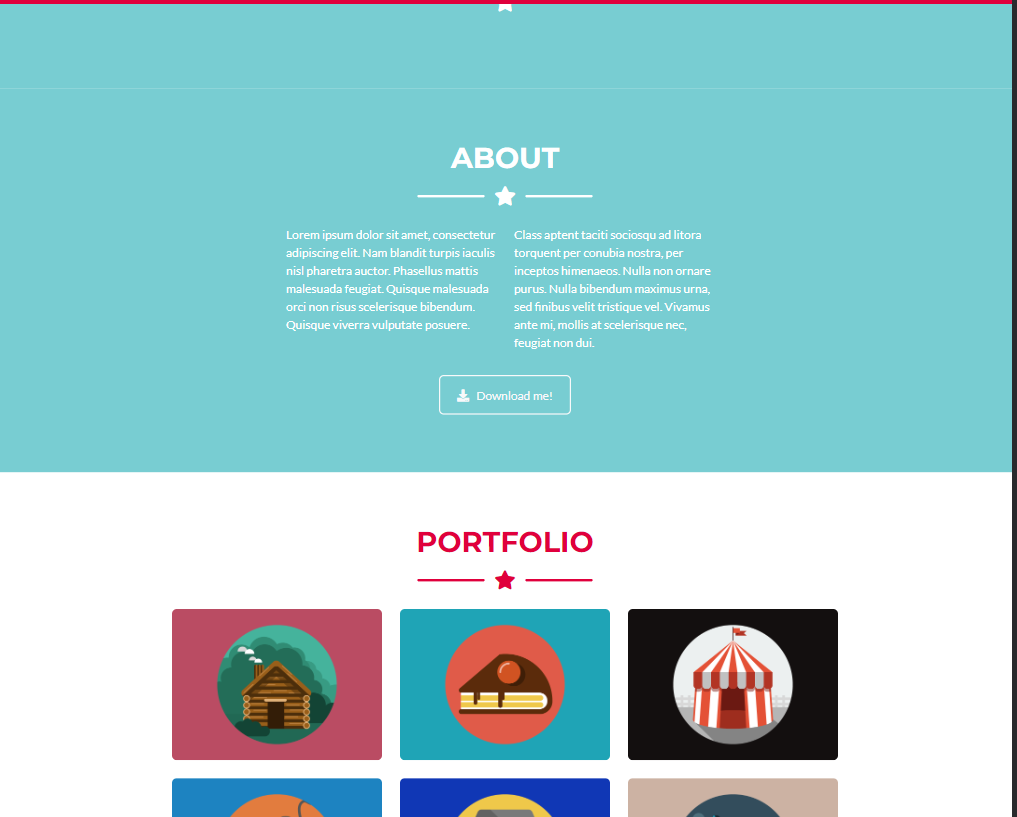 ABOUT
Lorem ipsum dolor sit amet, consectetur
adipiscing elit. Nam blandit turpis iaculis
nisl pharetra auctor. Phasellus mattis
malesuada feugiat. Quisque malesuada
orci non risus scelerisque bibendum.
Quisque viverra vulputate posuere.
Class aptent taciti sociosqu ad litora
torquent per conubia nostra, per
inceptos himenaeos. Nulla non ornare
purus. Nulla bibendum maximus urna,
sed finibus velit tristique vel. Vivamus
ante mi, mollis at scelerisque nec,
feugiat non dui.
Download me!
PORTFOLIO